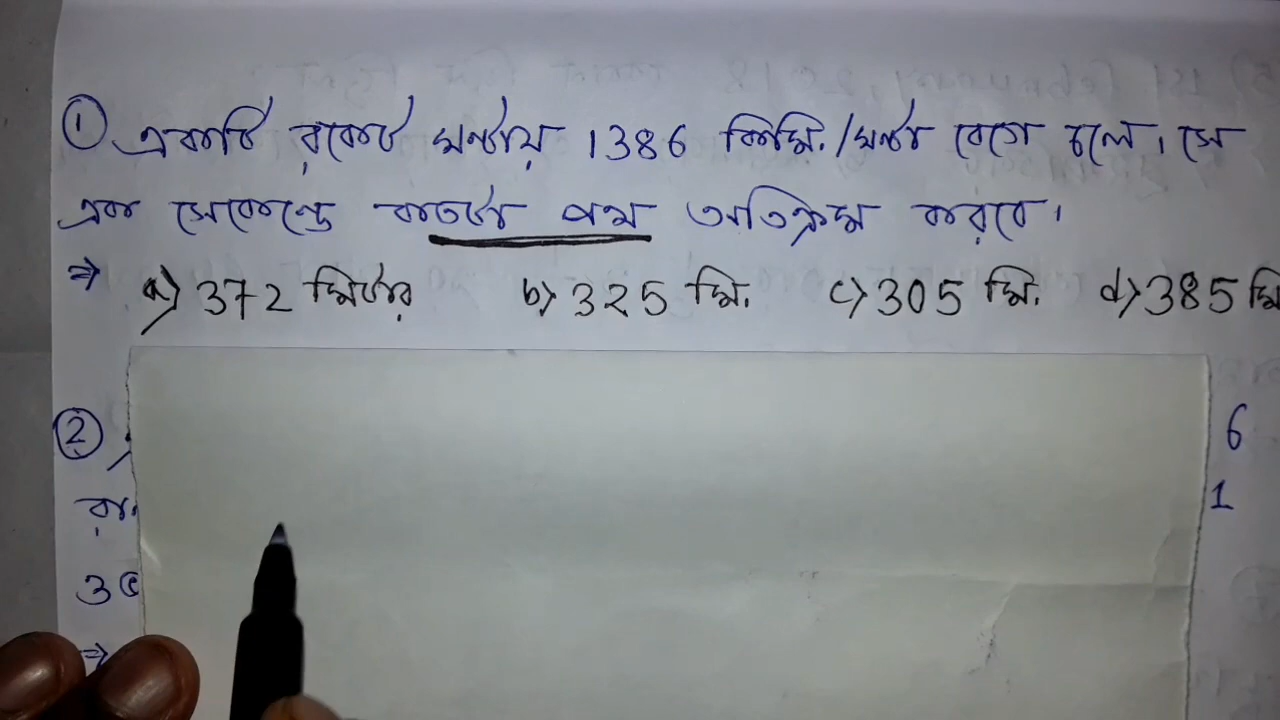 ① একটি রকেট ঘন্টায় 1386 কিমি./ঘন্টা বেগে চলে। সে
এক সেকেন্ডে কতটা পথ অতিক্রম করবে।
⇒ a) 372 মিটার b) 325 মি. c) 305 মি. d) 385 মি
② 6
রা 1
3
⇒